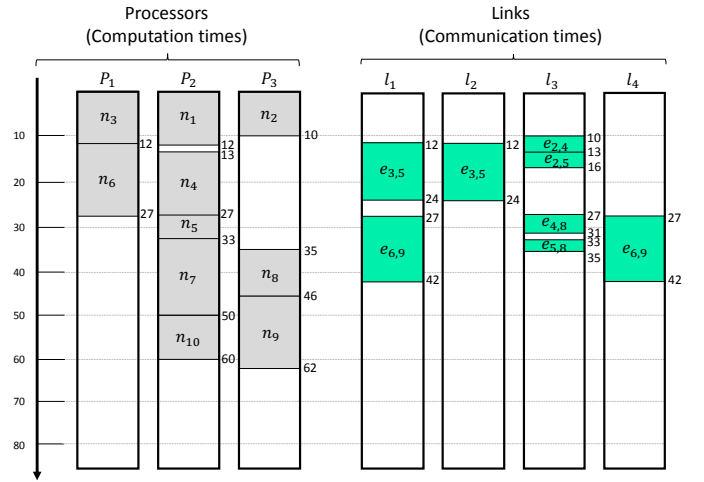 Processors
(Computation times)
Links
(Communication times)
P₁ P₂ P₃ l₁ l₂ l₃ l₄
n₃ n₁ n₂
10 10 10
12 12 12 12
e₂,₄
13 13
e₂,₅
16
n₆ n₄ e₃,₅ e₃,₅
20
24 24
27 27 27 27 27
n₅ e₄,₈
30 31
33 33
e₅,₈
35 35
n₇ n₈ e₆,₉ e₆,₉
40
42 42
46
50 50
n₁₀ n₉
60 60
62
70
80